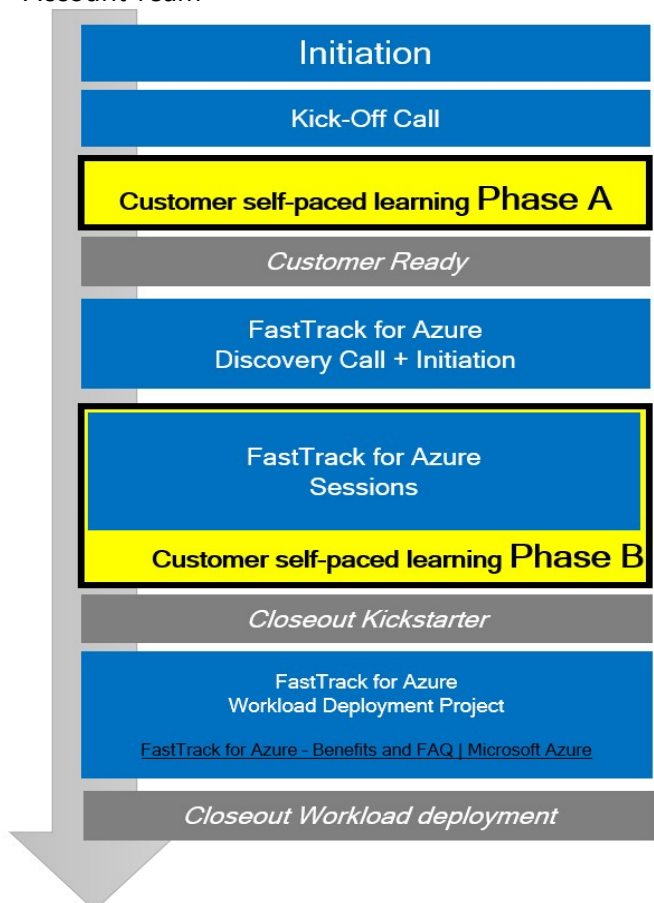 Account Team
Initiation
Kick-Off Call
Customer self-paced learning Phase A
Customer Ready
FastTrack for Azure
Discovery Call + Initiation
FastTrack for Azure
Sessions
Customer self-paced learning Phase B
Closeout Kickstarter
FastTrack for Azure
Workload Deployment Project
FastTrack for Azure - Benefits and FAQ | Microsoft Azure
Closeout Workload deployment